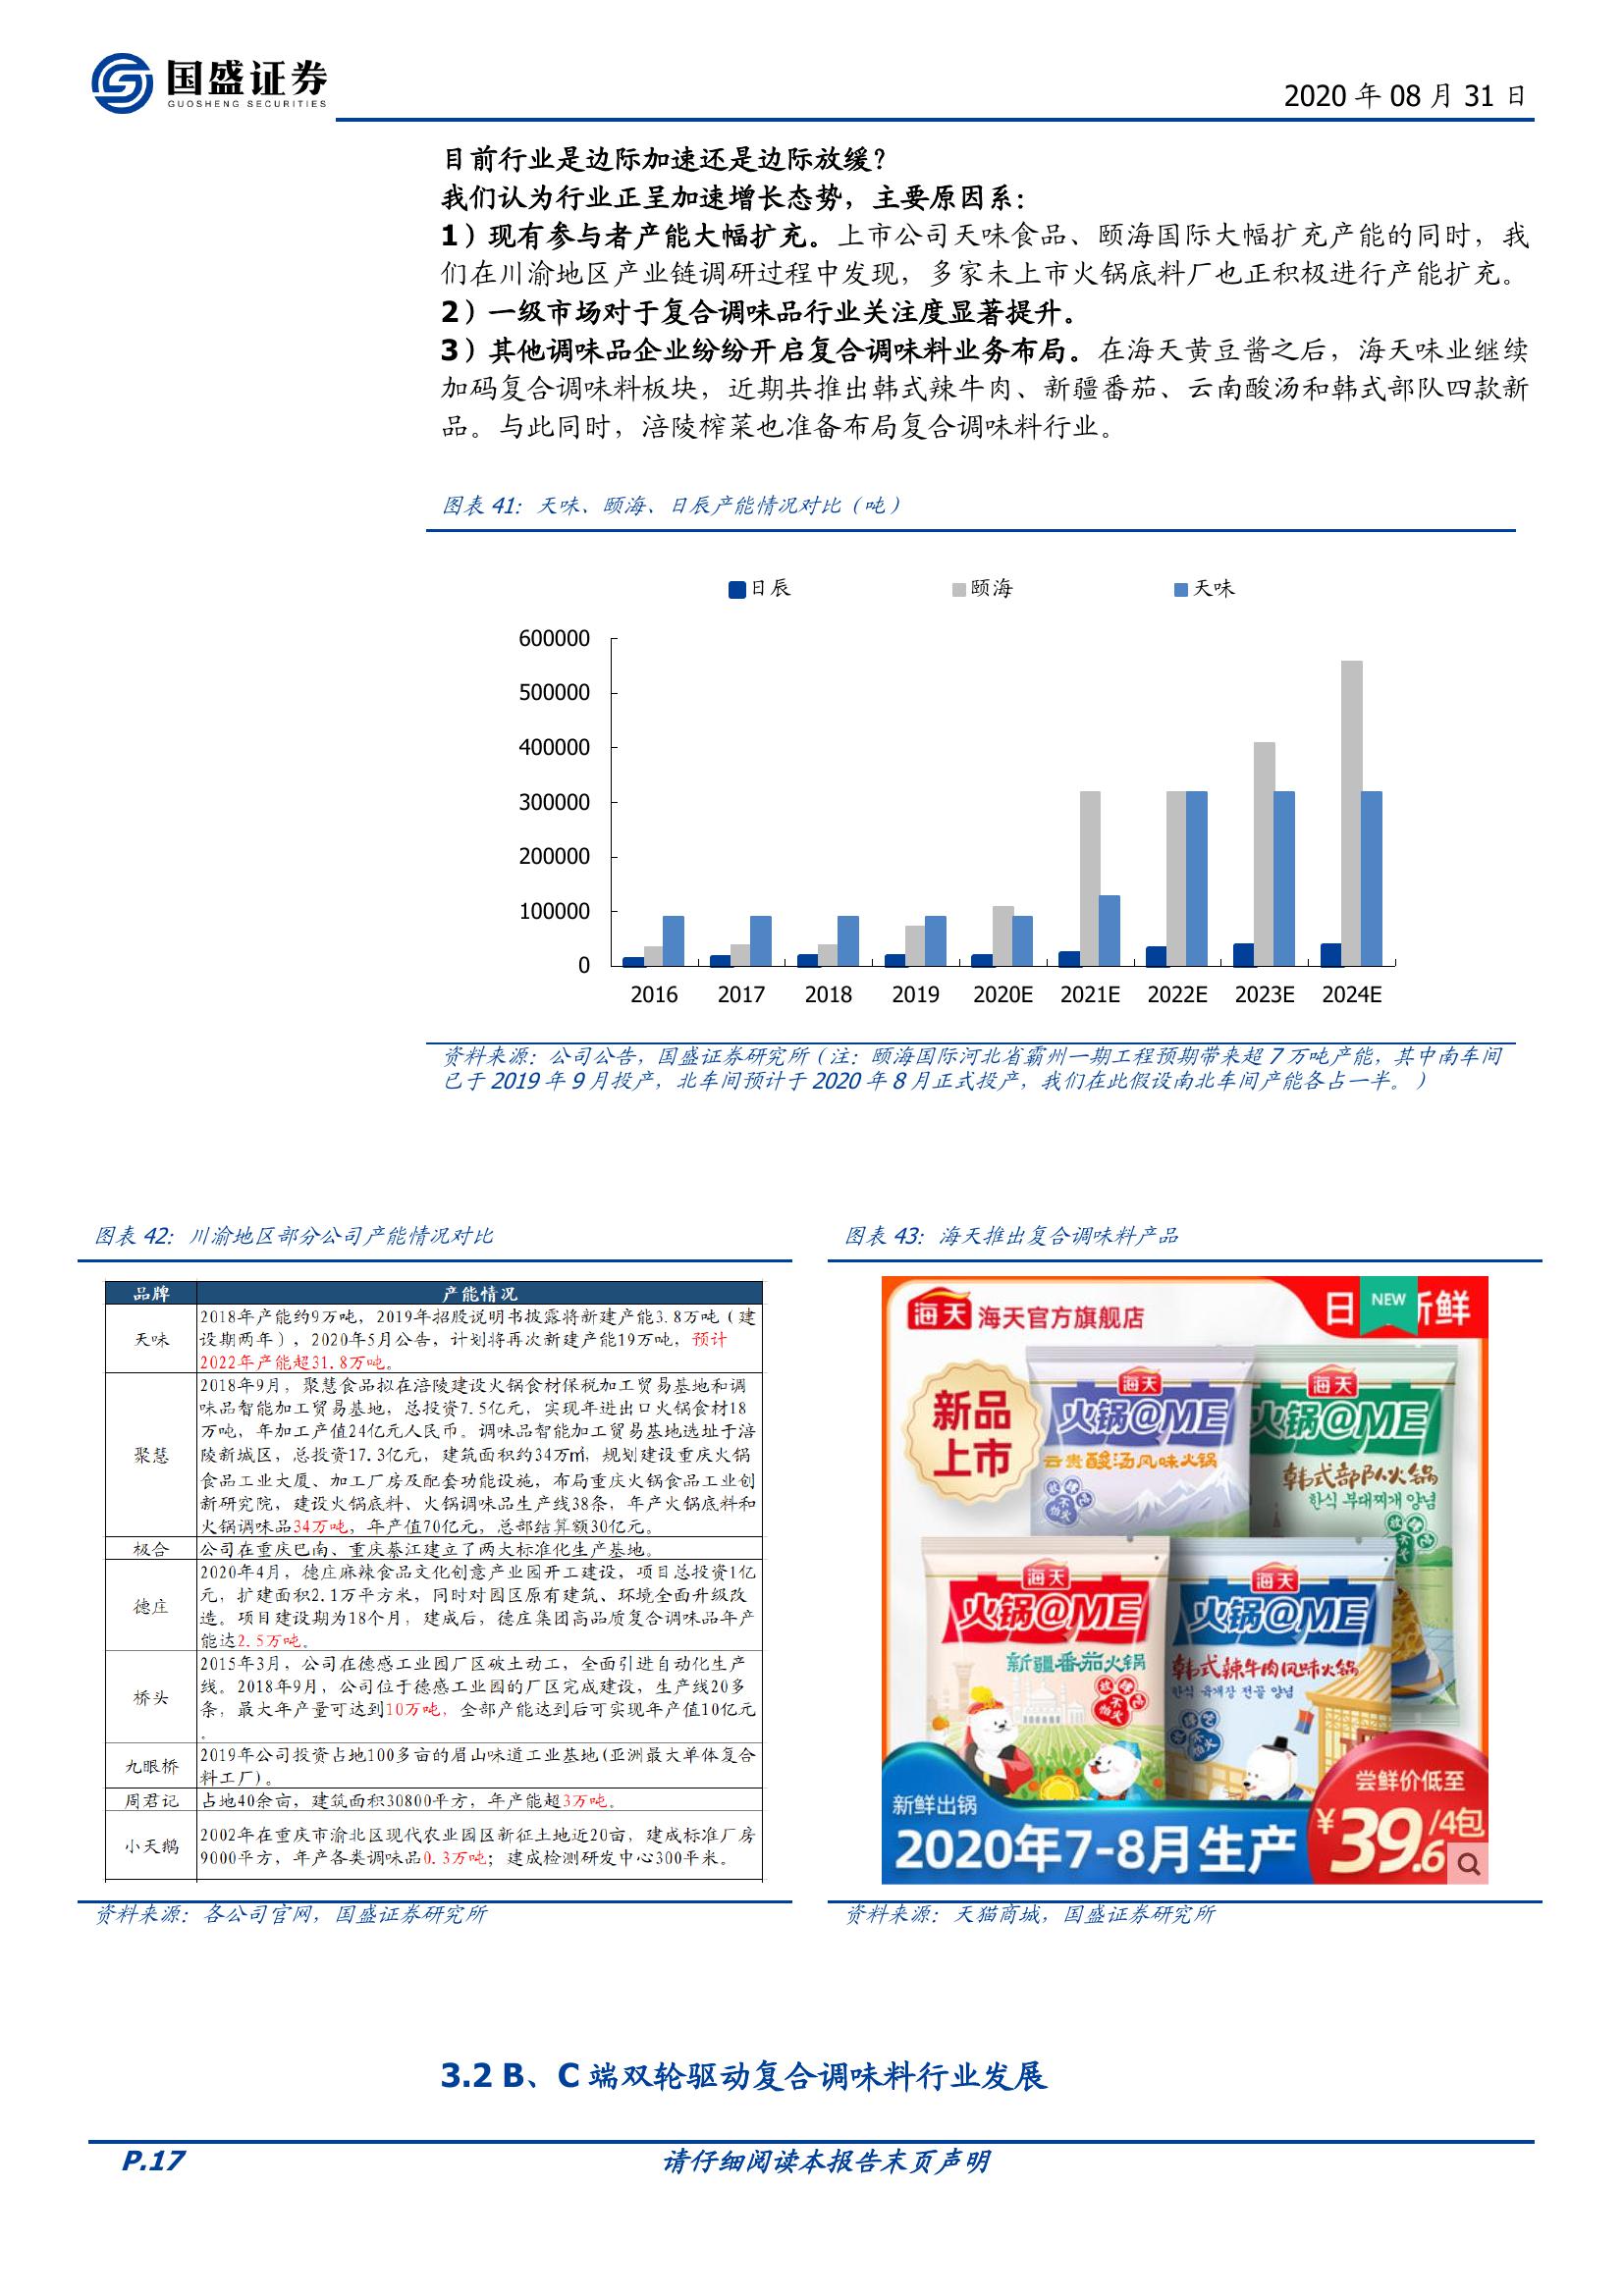 国盛证券
GUOSHENG SECURITIES
2020 年 08 月 31 日
目前行业是边际加速还是边际放缓？
我们认为行业正呈加速增长态势，主要原因系：
1）现有参与者产能大幅扩充。上市公司天味食品、颐海国际大幅扩充产能的同时，我
们在川渝地区产业链调研过程中发现，多家未上市火锅底料厂也正积极进行产能扩充。
2）一级市场对于复合调味品行业关注度显著提升。
3）其他调味品企业纷纷开启复合调味料业务布局。在海天黄豆酱之后，海天味业继续
加码复合调味料板块，近期共推出韩式辣牛肉、新疆番茄、云南酸汤和韩式部队四款新
品。与此同时，涪陵榨菜也准备布局复合调味料行业。
图表 41：天味、颐海、日辰产能情况对比（吨）
日辰 颐海 天味
600000
500000
400000
300000
200000
100000
0
2016 2017 2018 2019 2020E 2021E 2022E 2023E 2024E
资料来源：公司公告，国盛证券研究所（注：颐海国际河北省霸州一期工程预期带来超 7 万吨产能，其中南车间
已于 2019 年 9 月投产，北车间预计于 2020 年 8 月正式投产，我们在此假设南北车间产能各占一半。）
图表 42：川渝地区部分公司产能情况对比
品牌 产能情况
天味
2018年产能约9万吨，2019年招股说明书披露将新建产能3.8万吨（建
设期两年），2020年5月公告，计划将再次新建产能19万吨，预计
2022年产能超31.8万吨。
聚慧
2018年9月，聚慧食品拟在涪陵建设火锅食材保税加工贸易基地和调
味品智能加工贸易基地，总投资7.5亿元，实现年进出口火锅食材18
万吨，年加工产值24亿元人民币。调味品智能加工贸易基地选址于涪
陵新城区，总投资17.3亿元，建筑面积约34万㎡，规划建设重庆火锅
食品工业大厦、加工厂房及配套功能设施，布局重庆火锅食品工业创
新研究院，建设火锅底料、火锅调味品生产线38条，年产火锅底料和
火锅调味品34万吨，年产值70亿元，总部结算额30亿元。
极合
公司在重庆巴南、重庆綦江建立了两大标准化生产基地。
德庄
2020年4月，德庄麻辣食品文化创意产业园开工建设，项目总投资1亿
元，扩建面积2.1万平方米，同时对园区原有建筑、环境全面升级改
造。项目建设期为18个月，建成后，德庄集团高品质复合调味品年产
能达2.5万吨。
桥头
2015年3月，公司在德感工业园厂区破土动工，全面引进自动化生产
线。2018年9月，公司位于德感工业园的厂区完成建设，生产线20多
条，最大年产量可达到10万吨，全部产能达到后可实现年产值10亿元
。
九眼桥
2019年公司投资占地100多亩的眉山味道工业基地(亚洲最大单体复合
料工厂)。
周君记
占地40余亩，建筑面积30800平方，年产能超3万吨。
小天鹅
2002年在重庆市渝北区现代农业园区新征土地近20亩，建成标准厂房
9000平方，年产各类调味品0.3万吨；建成检测研发中心300平米。
资料来源：各公司官网，国盛证券研究所
图表 43：海天推出复合调味料产品
海天 海天官方旗舰店
日 NEW 新鲜
新品
上市
海天
火锅@ME
云贵酸汤风味火锅
海天
火锅@ME
韩式部队火锅
한식 부대찌개 양념
海天
火锅@ME
新疆番茄火锅
海天
火锅@ME
韩式辣牛肉风味火锅
한식 육개장 전골 양념
新鲜出锅
2020年7-8月生产
尝鲜价低至
¥39.6/4包
资料来源：天猫商城，国盛证券研究所
3.2 B、C 端双轮驱动复合调味料行业发展
P.17
请仔细阅读本报告末页声明